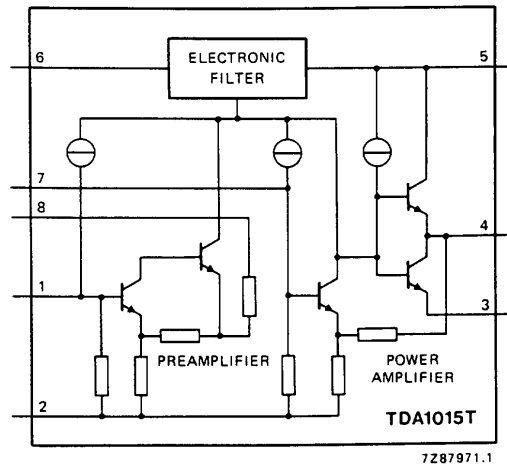 6
ELECTRONIC
FILTER
5
7
8
4
1
3
PREAMPLIFIER
POWER
AMPLIFIER
2
TDA1015T
7Z87971.1